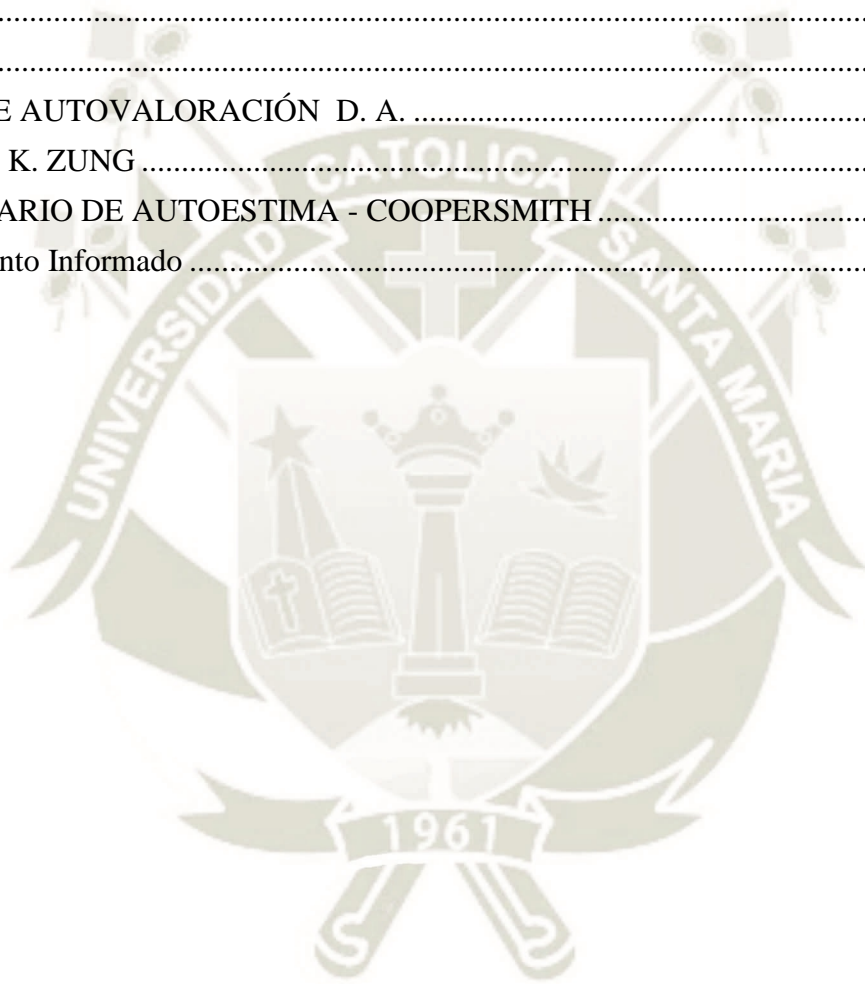 ................................................................................
................................................................................
E AUTOVALORACIÓN D. A. ..........................................
K. ZUNG ....................................................................
ARIO DE AUTOESTIMA - COOPERSMITH .........................
nto Informado ...............................................................
UNIVERSIDAD CATOLICA SANTA MARIA
1961